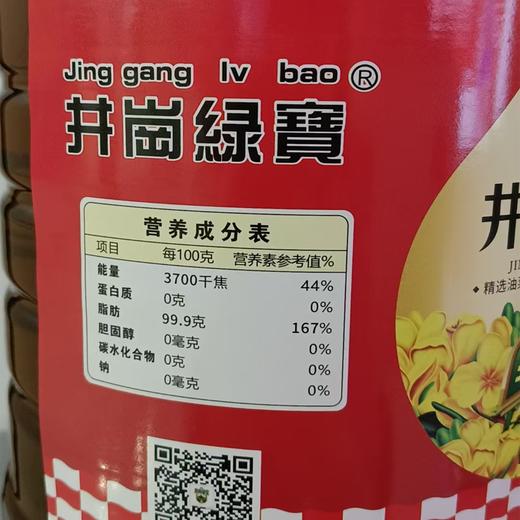 Jing gang lv bao ®
井崗綠寶
营养成分表
项目 每100克 营养素参考值%
能量 3700千焦 44%
蛋白质 0克 0%
脂肪 99.9克 167%
胆固醇 0毫克 0%
碳水化合物 0克 0%
钠 0毫克 0%
井
JIN
精选油